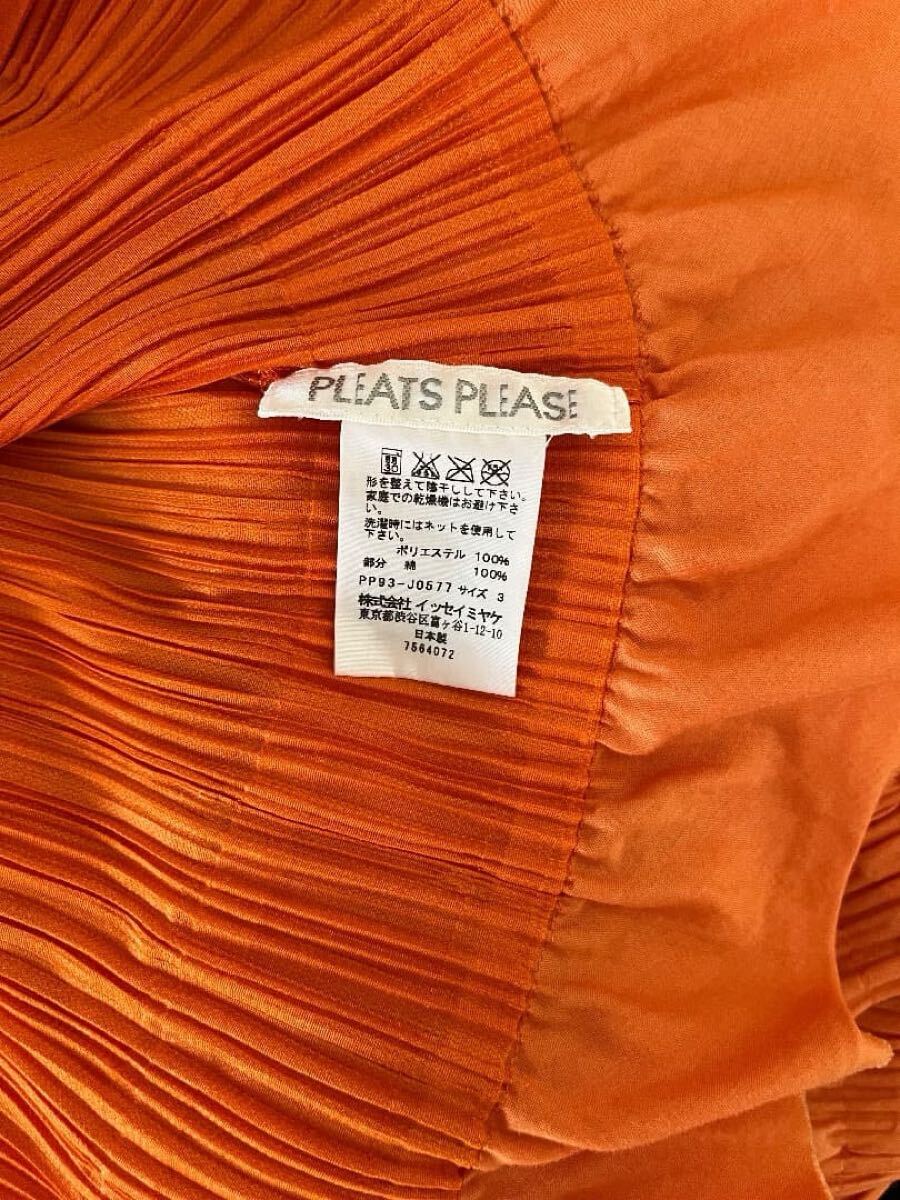 PLEATS PLEASE
形を整えて陰干しして下さい。
家庭での乾燥機はお避け下さ
い。
洗濯時にはネットを使用して
下さい。
ポリエステル 100%
部分 綿 100%
PP93-J0577 サイズ 3
株式会社 イッセイミヤケ
東京都渋谷区富ヶ谷1-12-10
日本製
7564072